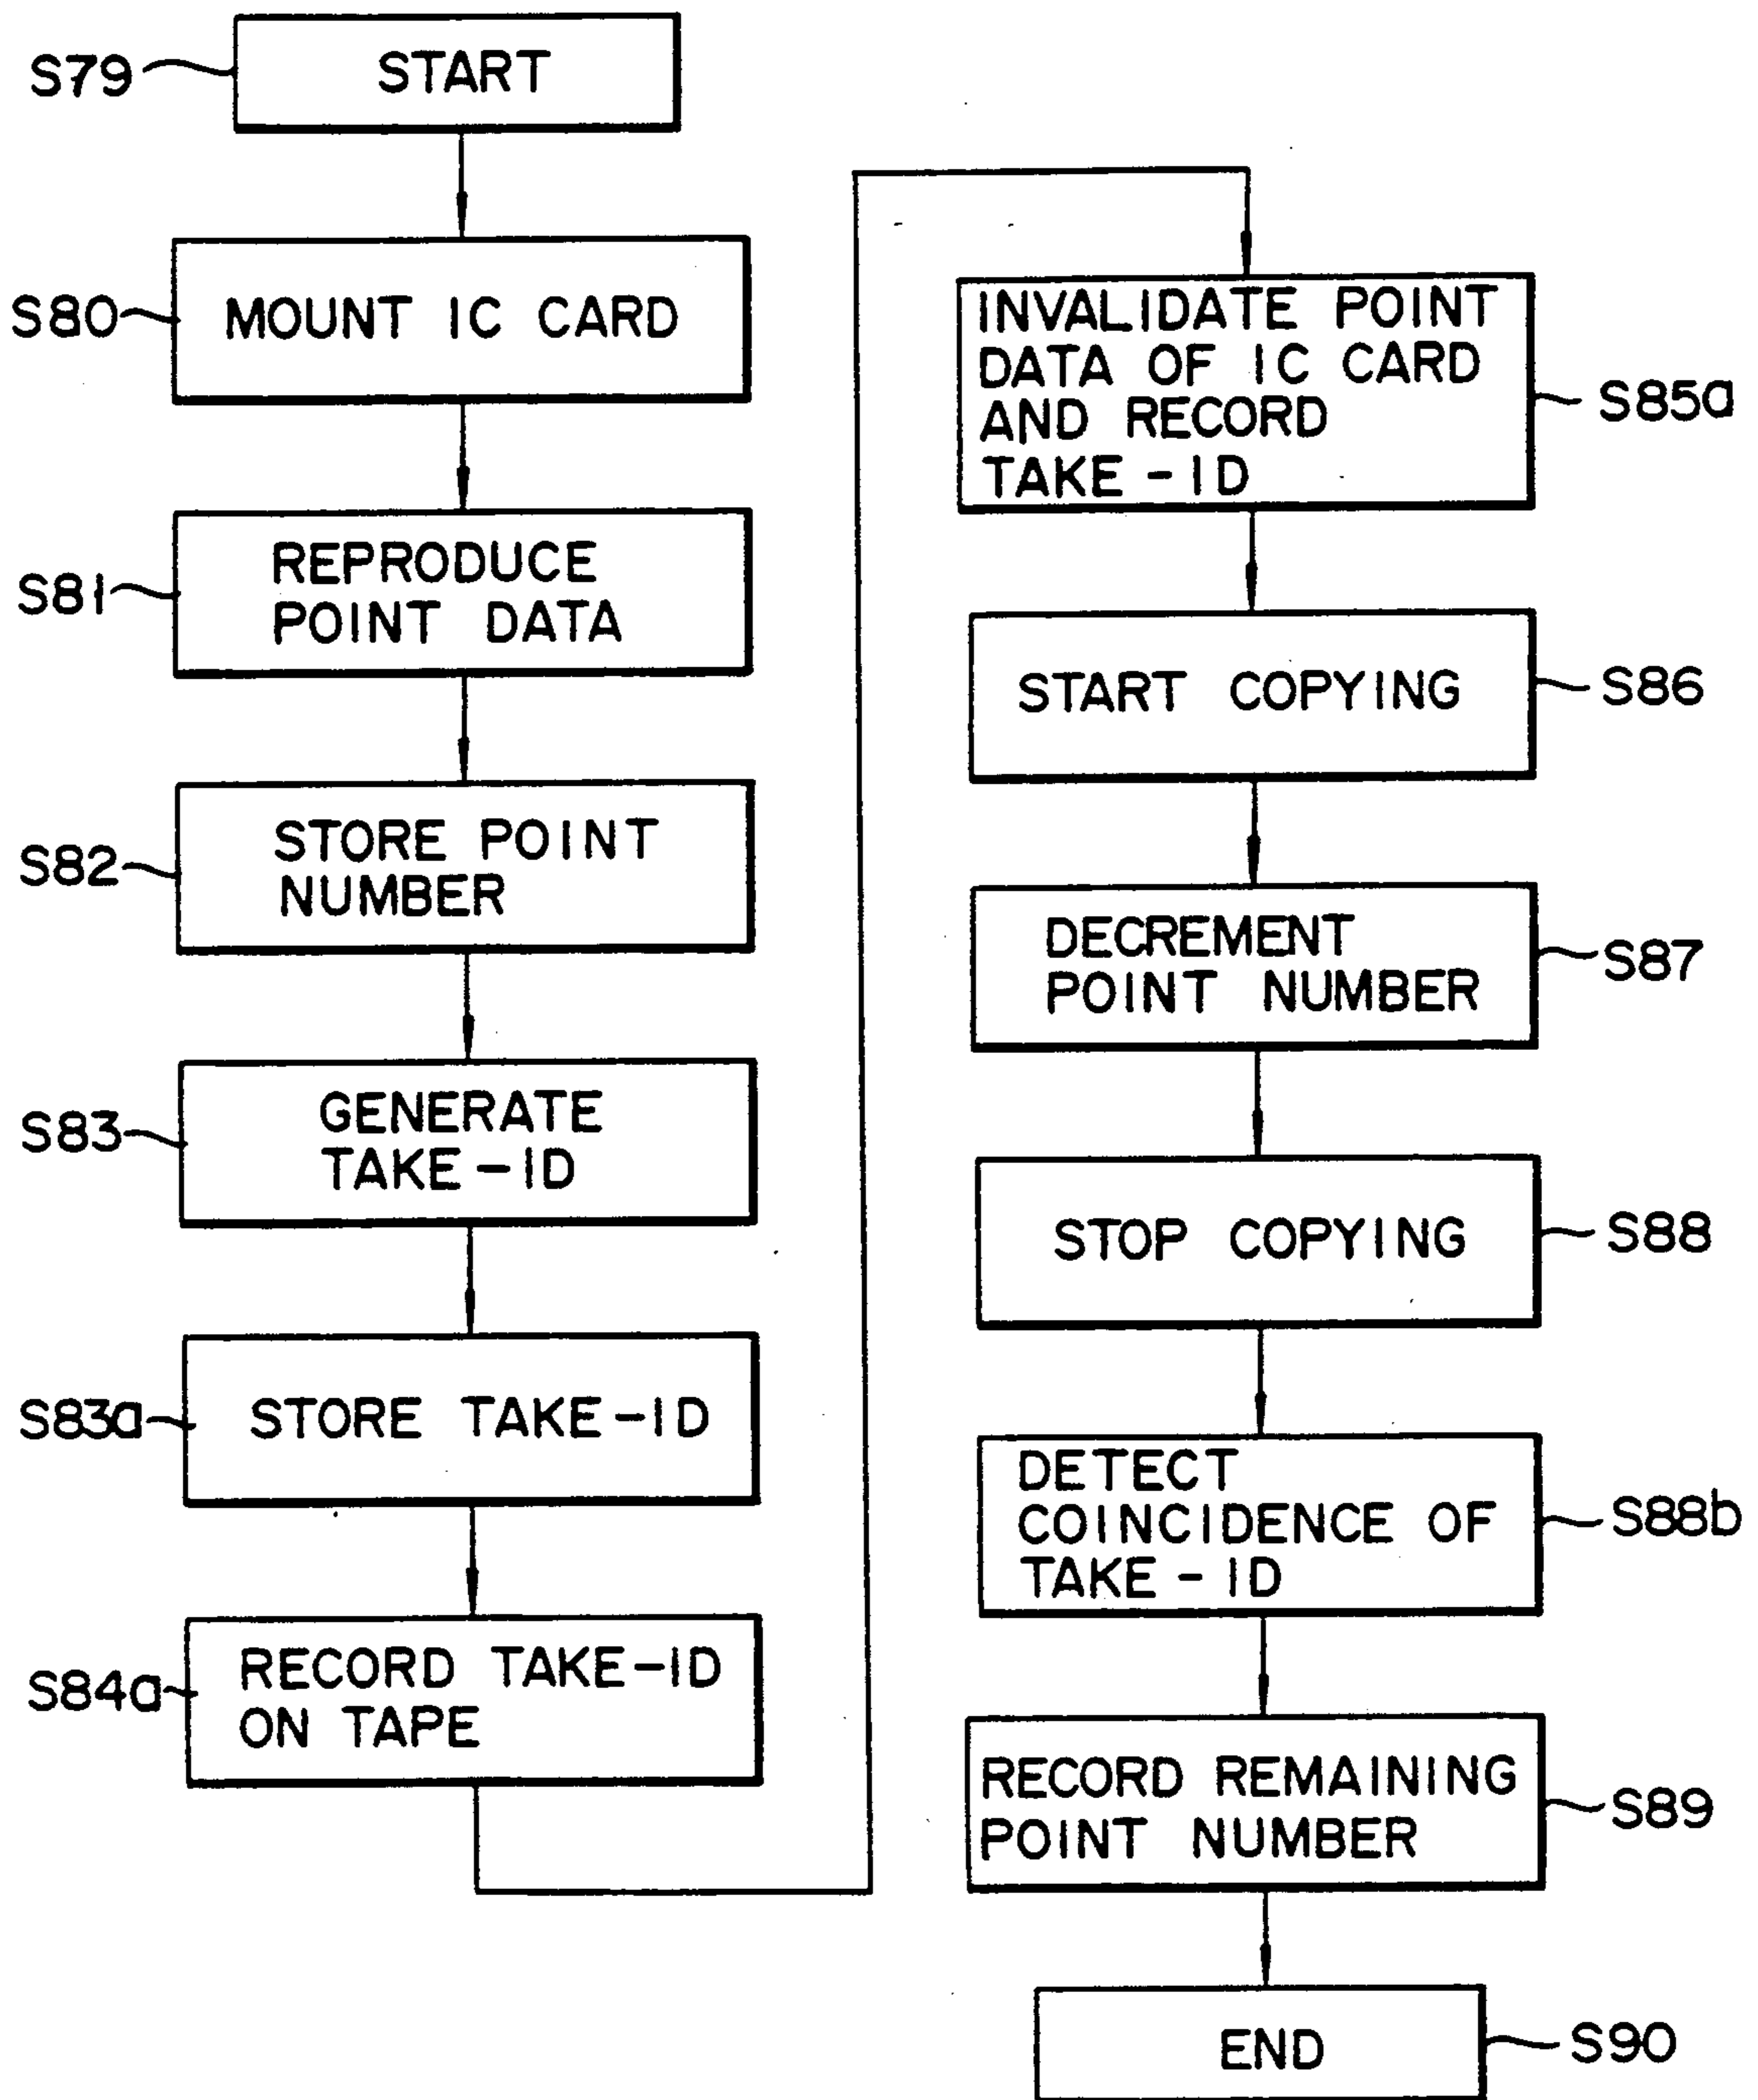 S79
START
S80
MOUNT IC CARD
S81
REPRODUCE
POINT DATA
S82
STORE POINT
NUMBER
S83
GENERATE
TAKE-ID
S83a
STORE TAKE-ID
S84a
RECORD TAKE-ID
ON TAPE
INVALIDATE POINT
DATA OF IC CARD
AND RECORD
TAKE-ID
S85a
START COPYING
S86
DECREMENT
POINT NUMBER
S87
STOP COPYING
S88
DETECT
COINCIDENCE OF
TAKE-ID
S88b
RECORD REMAINING
POINT NUMBER
S89
END
S90